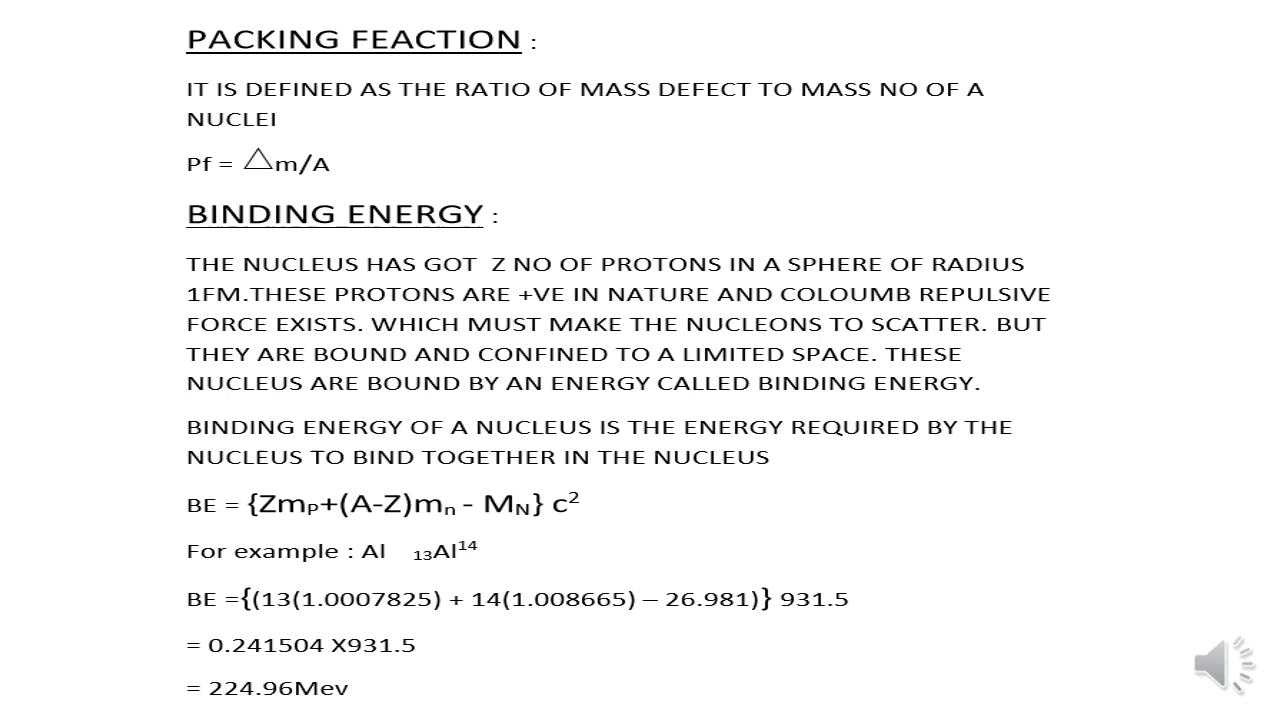 PACKING FEACTION :
IT IS DEFINED AS THE RATIO OF MASS DEFECT TO MASS NO OF A
NUCLEI
Pf = △m/A
BINDING ENERGY :
THE NUCLEUS HAS GOT Z NO OF PROTONS IN A SPHERE OF RADIUS
1FM.THESE PROTONS ARE +VE IN NATURE AND COLOUMB REPULSIVE
FORCE EXISTS. WHICH MUST MAKE THE NUCLEONS TO SCATTER. BUT
THEY ARE BOUND AND CONFINED TO A LIMITED SPACE. THESE
NUCLEUS ARE BOUND BY AN ENERGY CALLED BINDING ENERGY.
BINDING ENERGY OF A NUCLEUS IS THE ENERGY REQUIRED BY THE
NUCLEUS TO BIND TOGETHER IN THE NUCLEUS
BE = {Zmₚ+(A-Z)mₙ - M_N} c²
For example : Al ₁₃Al¹⁴
BE ={(13(1.0007825) + 14(1.008665) – 26.981)} 931.5
= 0.241504 X931.5
= 224.96Mev